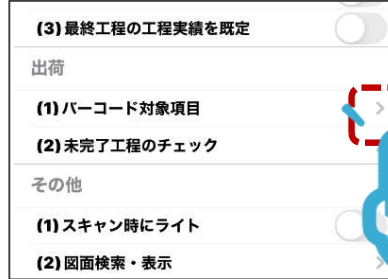 (3) 最終工程の工程実績を既定
出荷
(1) バーコード対象項目
(2) 未完了工程のチェック
その他
(1) スキャン時にライト
(2) 図面検索・表示